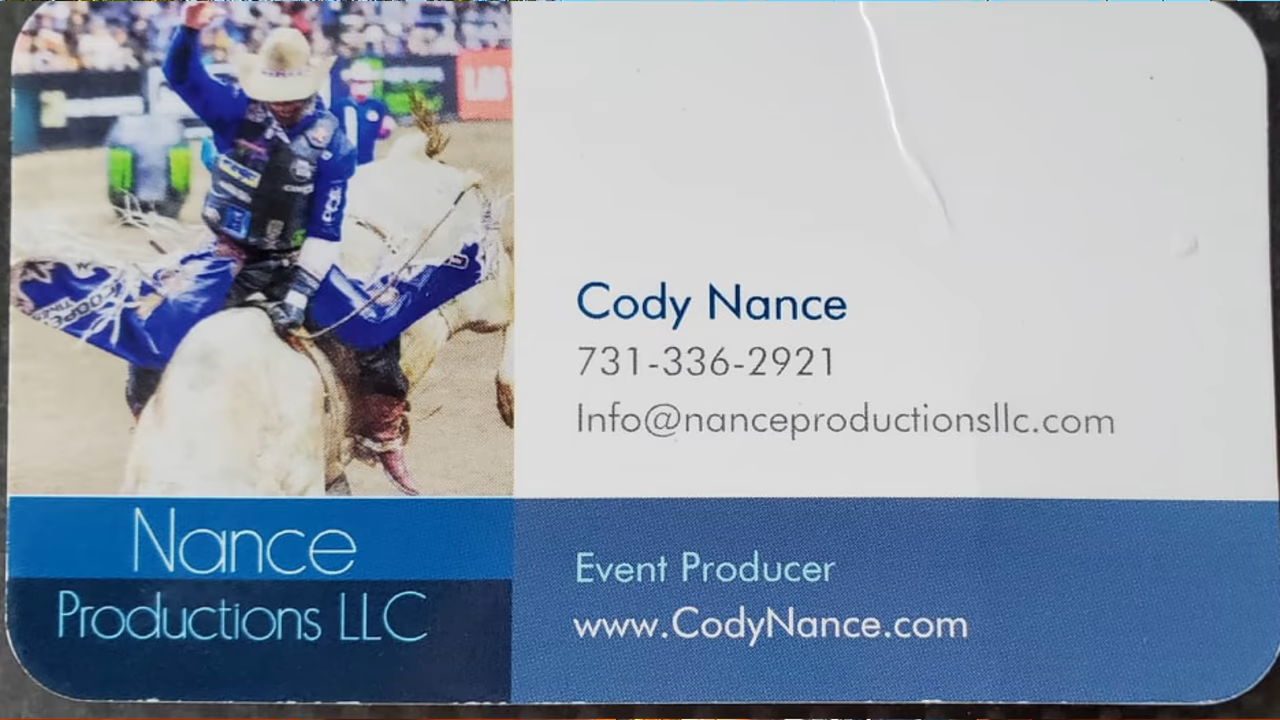 Cody Nance
731-336-2921
Info@nanceproductionsllc.com
Nance
Productions LLC
Event Producer
www.CodyNance.com